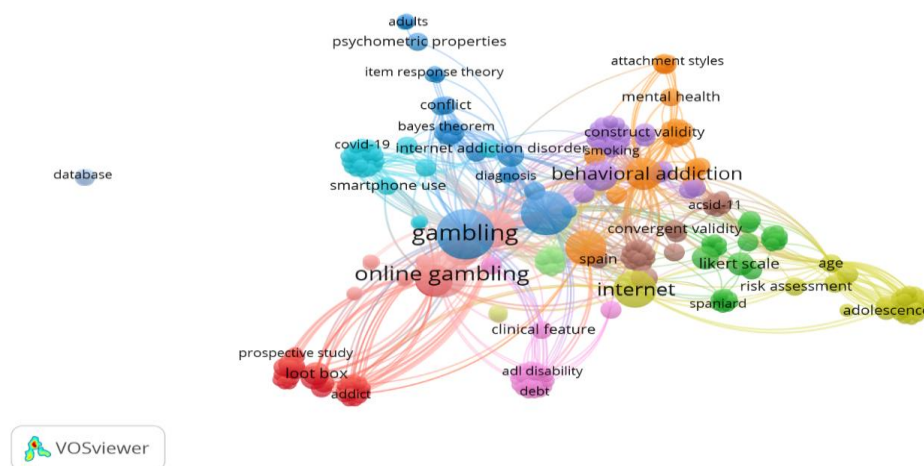 adults
psychometric properties
attachment styles
item response theory
mental health
conflict
bayes theorem
construct validity
covid-19
internet addiction disorder
smoking
database
diagnosis
behavioral addiction
smartphone use
acsid-11
gambling
convergent validity
spain
likert scale
age
online gambling
internet
risk assessment
spaniard
adolescence
clinical feature
prospective study
loot box
adl disability
addict
debt
VOSviewer